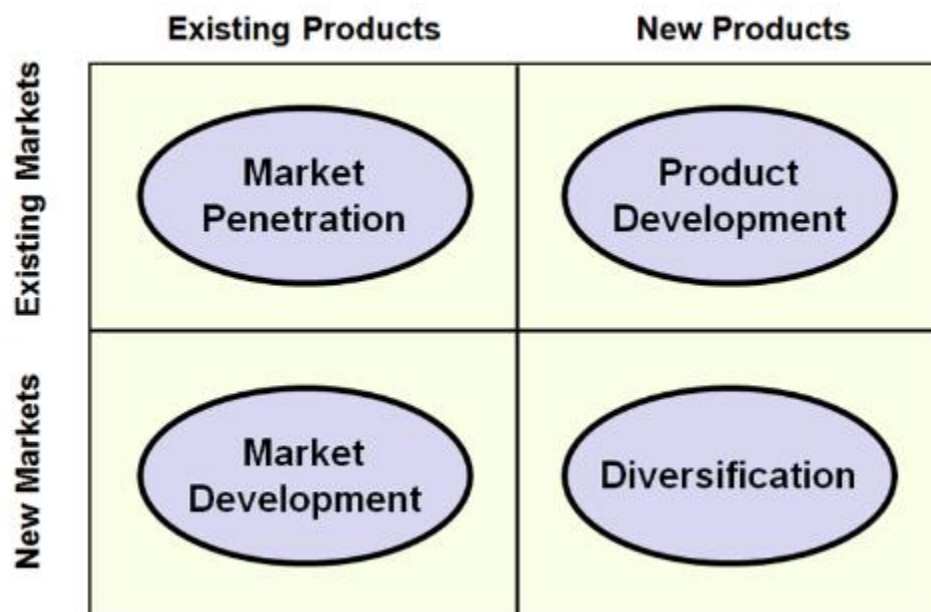 Existing Products
New Products
Existing Markets
Market
Penetration
Product
Development
New Markets
Market
Development
Diversification